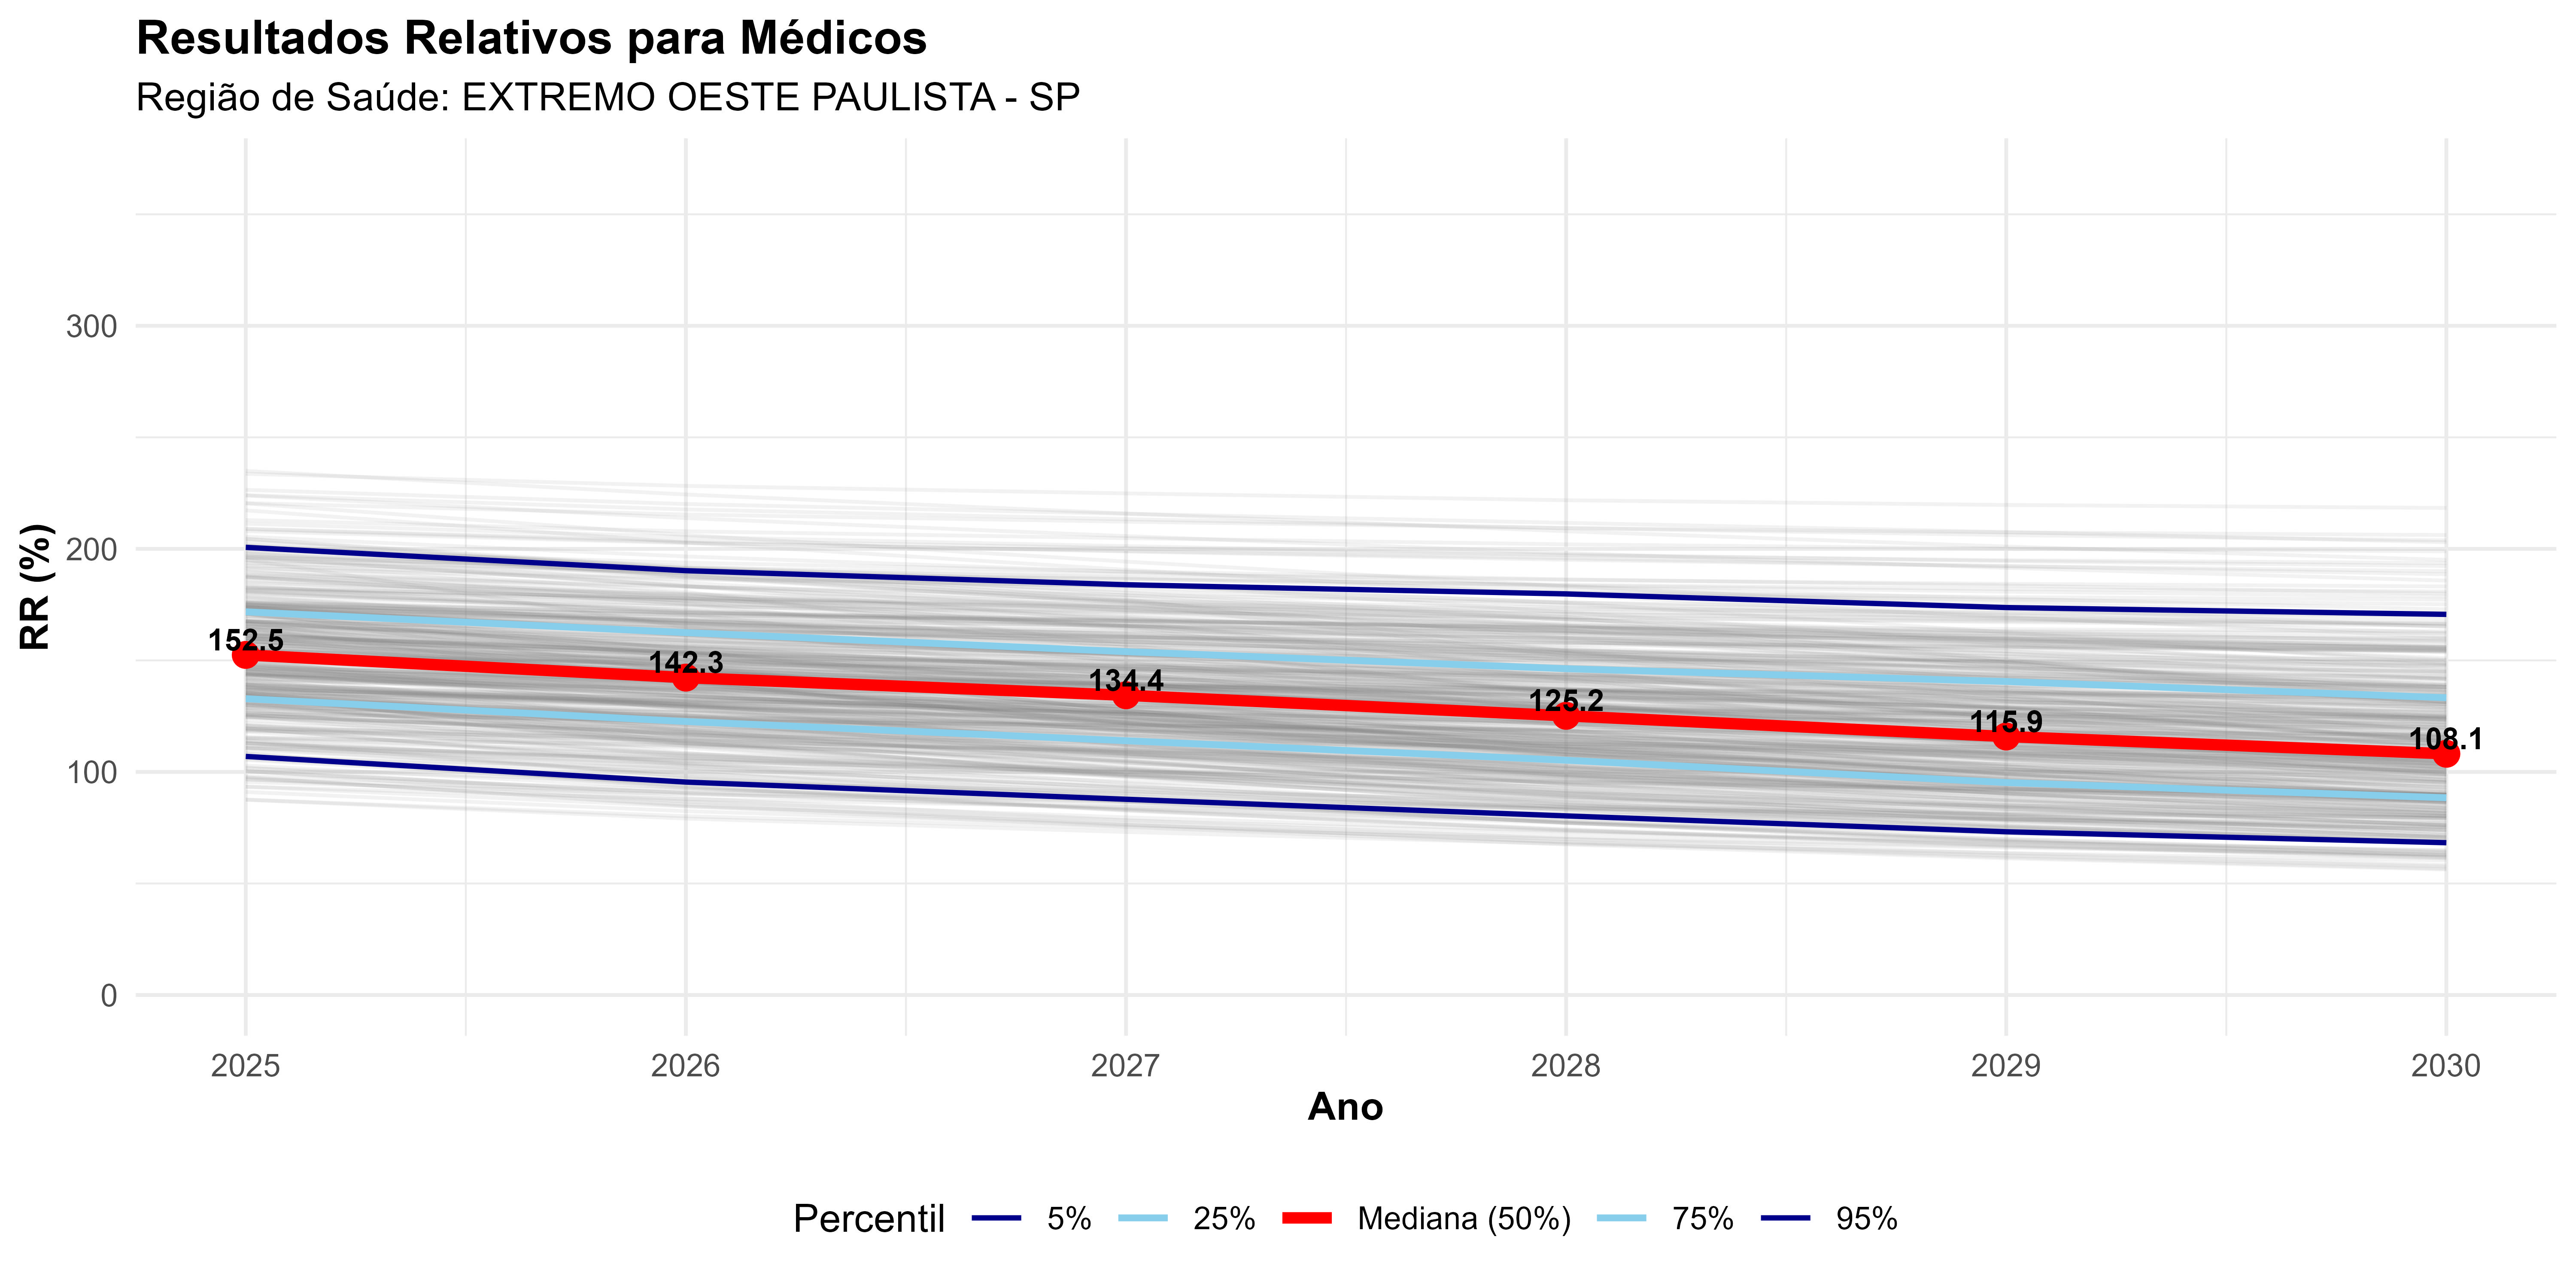 Resultados Relativos para Médicos
Região de Saúde: EXTREMO OESTE PAULISTA - SP
RR (%)
300
200
100
0
152.5
142.3
134.4
125.2
115.9
108.1
2025 2026 2027 2028 2029 2030
Ano
Percentil 5% 25% Mediana (50%) 75% 95%